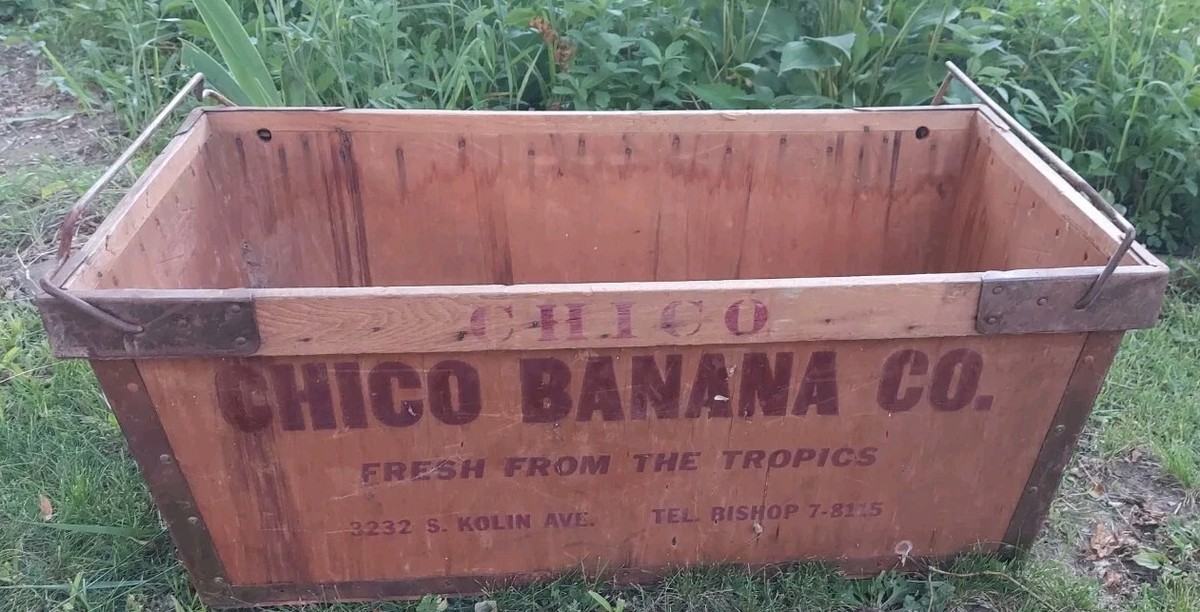 CHICO
CHICO BANANA CO.
FRESH FROM THE TROPICS
3232 S. KOLIN AVE. TEL. BISHOP 7-8115